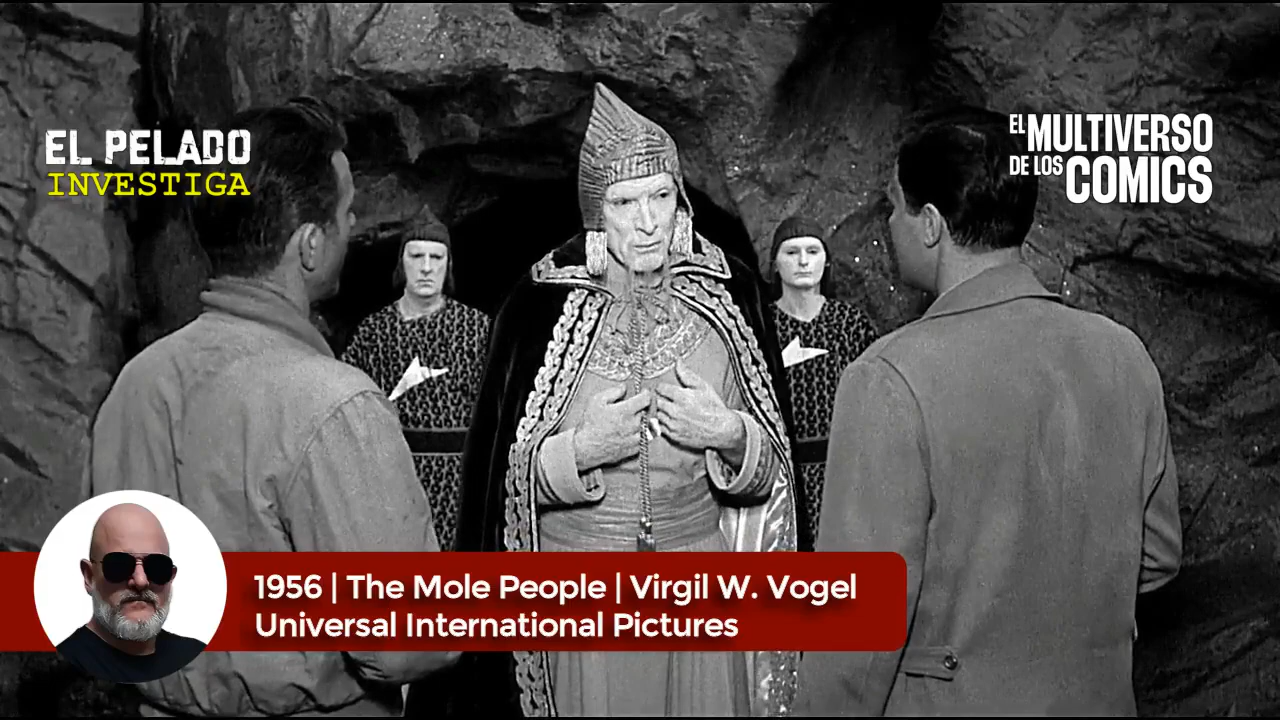 EL PELADO
INVESTIGA
EL MULTIVERSO
DE LOS COMICS
1956 | The Mole People | Virgil W. Vogel
Universal International Pictures